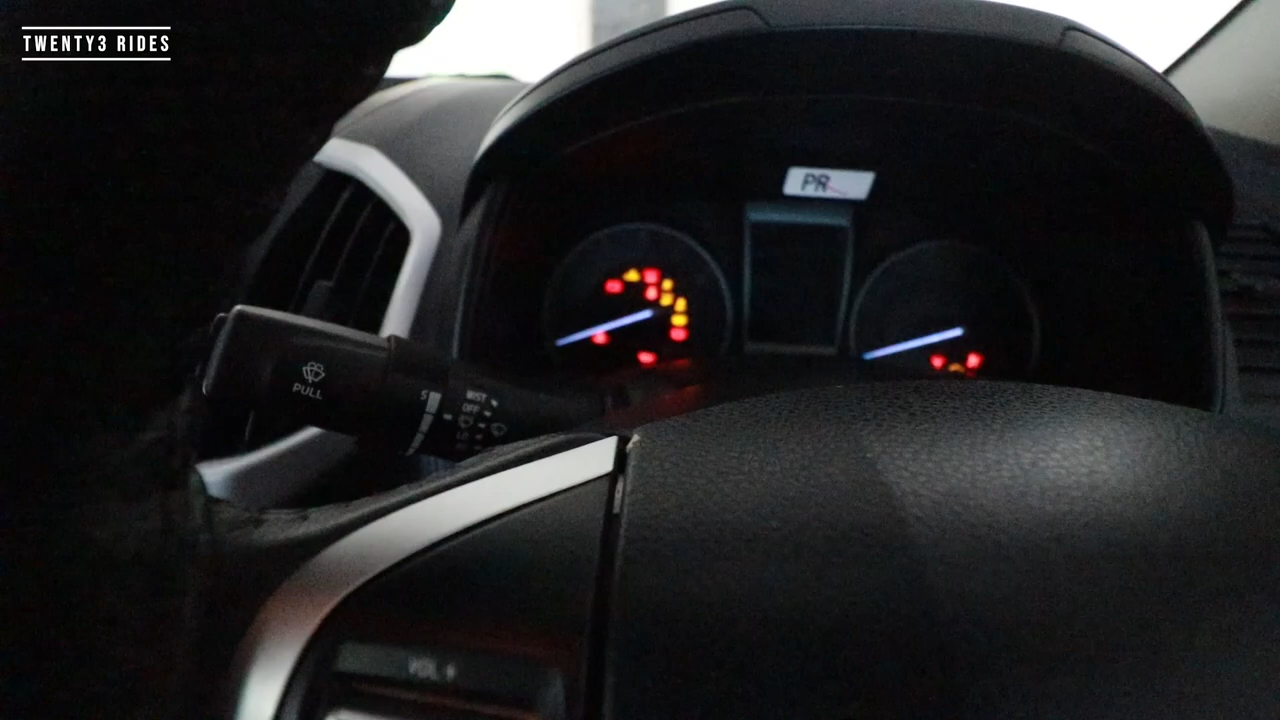 TWENTY3 RIDES
PR
PULL
MIST
OFF
VOL +